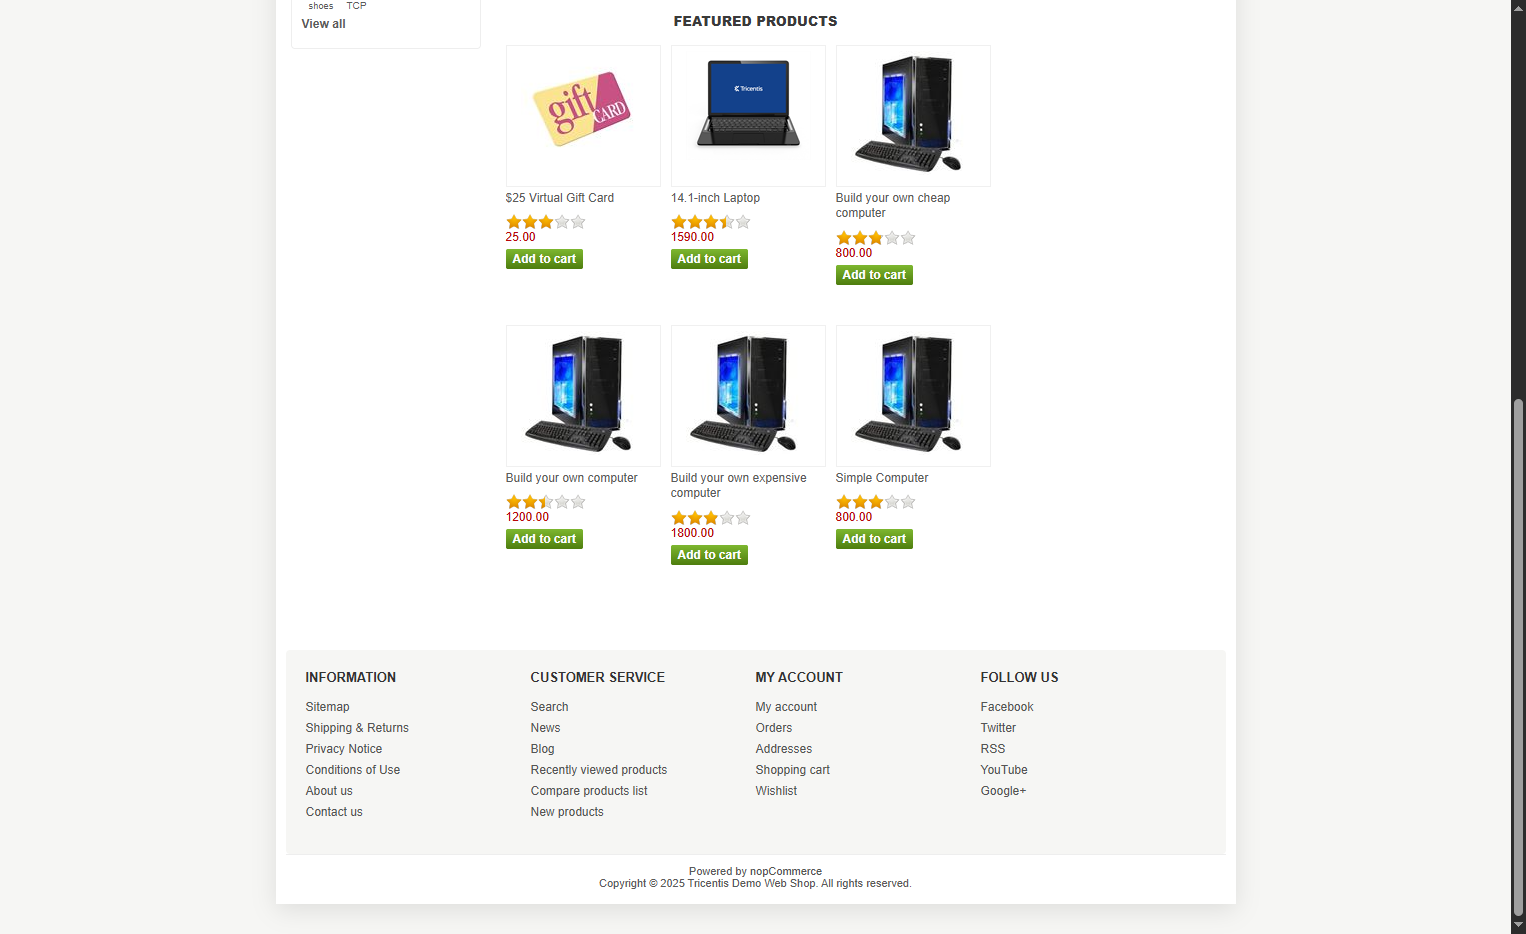 shoes TCP
View all
FEATURED PRODUCTS
gift CARD
Tricentis
$25 Virtual Gift Card
25.00
Add to cart
14.1-inch Laptop
1590.00
Add to cart
Build your own cheap
computer
800.00
Add to cart
Build your own computer
1200.00
Add to cart
Build your own expensive
computer
1800.00
Add to cart
Simple Computer
800.00
Add to cart
INFORMATION
Sitemap
Shipping & Returns
Privacy Notice
Conditions of Use
About us
Contact us
CUSTOMER SERVICE
Search
News
Blog
Recently viewed products
Compare products list
New products
MY ACCOUNT
My account
Orders
Addresses
Shopping cart
Wishlist
FOLLOW US
Facebook
Twitter
RSS
YouTube
Google+
Powered by nopCommerce
Copyright © 2025 Tricentis Demo Web Shop. All rights reserved.